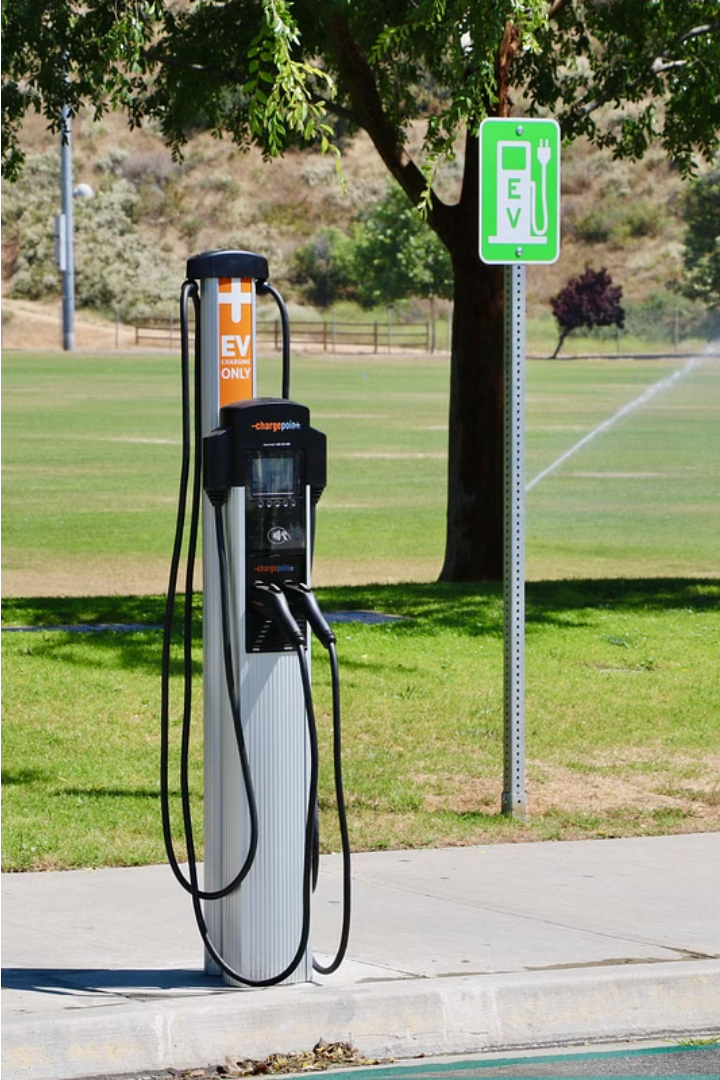 EV
CHARGING
ONLY
-chargepoin+
-chargepoin+
E
V